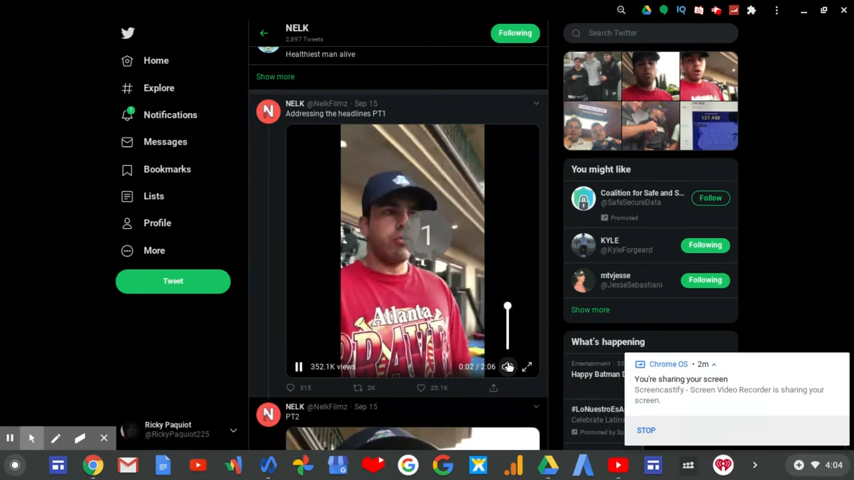 NELK
2,897 Tweets
Following
Search Twitter
Home
Explore
1
Notifications
Messages
Bookmarks
Lists
Profile
More
Tweet
Healthiest man alive
Show more
NELK @NelkFilmz · Sep 15
Addressing the headlines PT1
1
Atlanta
352.1K views
0:02 / 2:06
315
2K
NELK @NelkFilmz · Sep 15
PT2
You might like
Coalition for Safe and S...
@SafeSecureData
Follow
Promoted
KYLE
@KyleForgeard
Following
mtvjesse
@JesseSebastiani
Following
Show more
What's happening
Entertainment
Happy Batman D
#LoNuestroEsA
Celebrate Latin
Promoted by
Chrome OS • 2m
You're sharing your screen
Screencastify - Screen Video Recorder is sharing your
screen.
STOP
Ricky Paquiot
@RickyPaquiot225
4:04